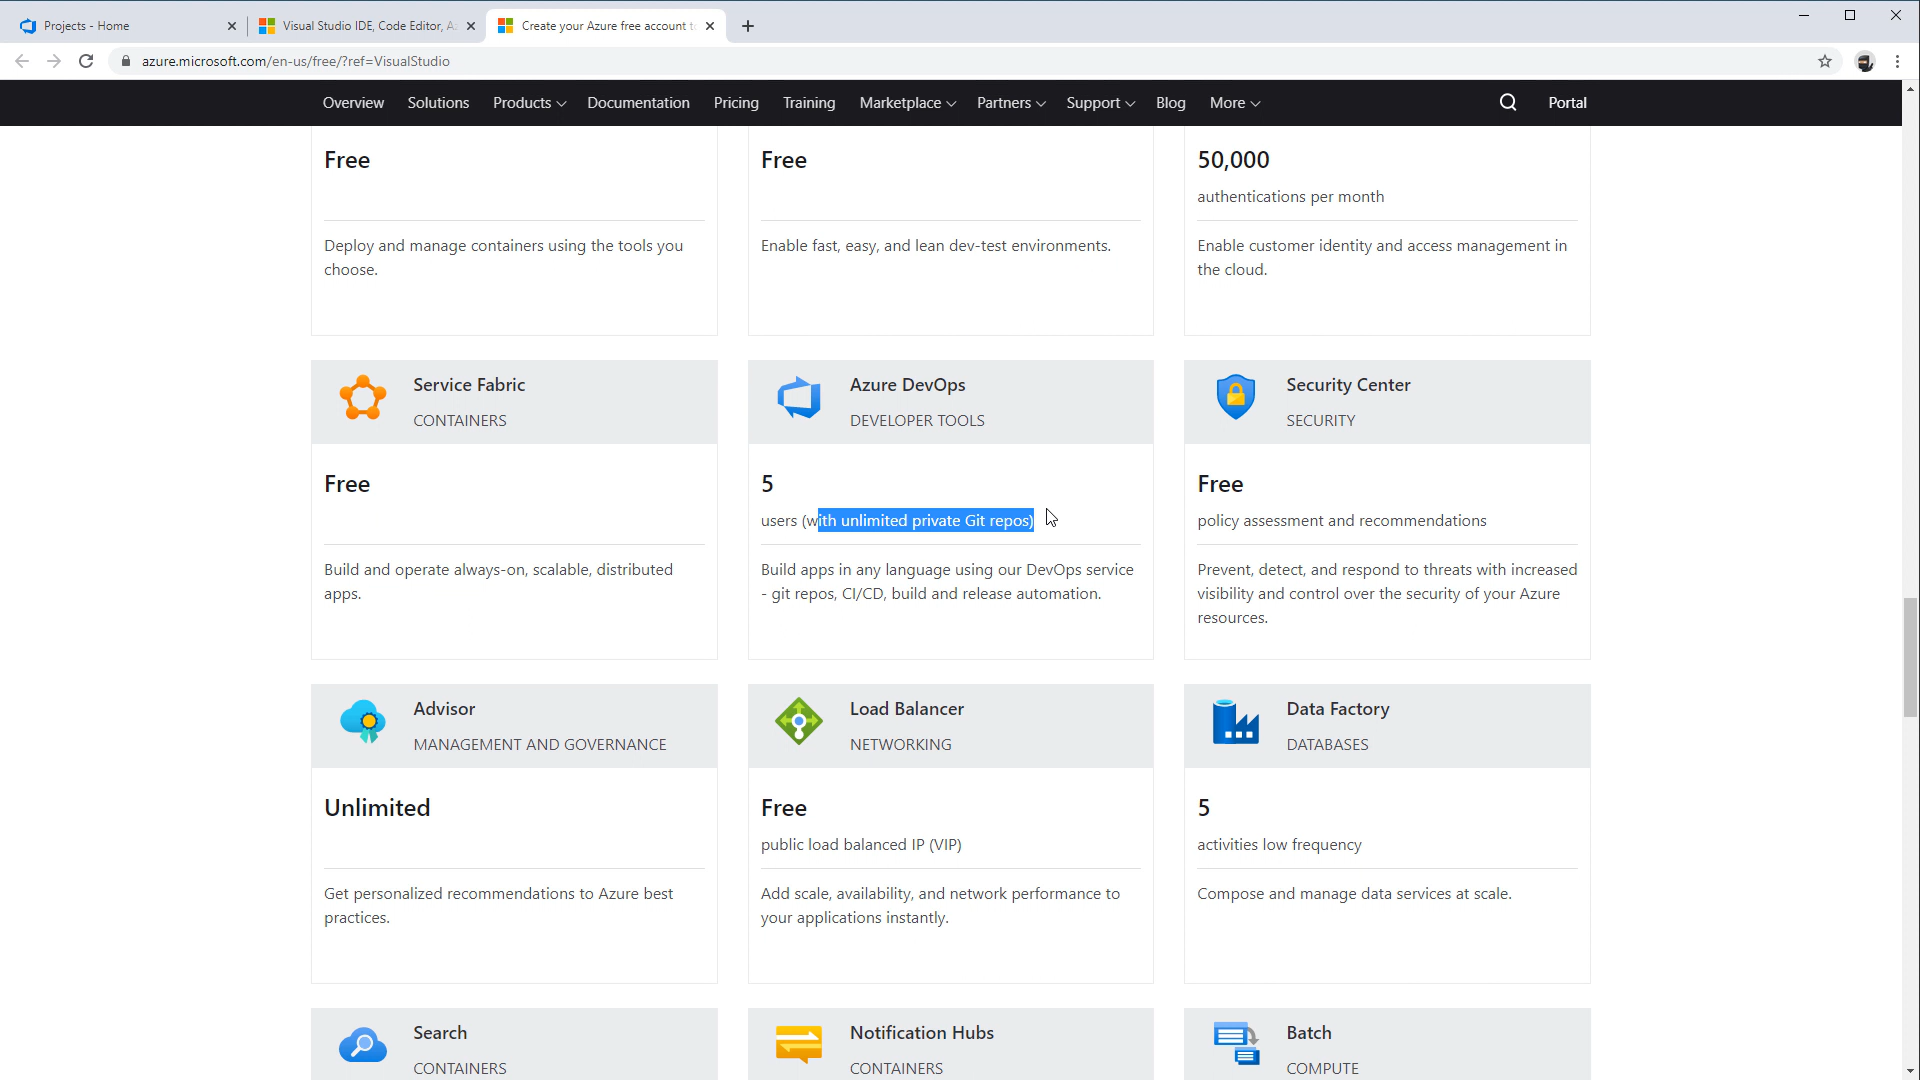 Projects - Home
Visual Studio IDE, Code Editor, Az
Create your Azure free account to
azure.microsoft.com/en-us/free/?ref=VisualStudio
Overview Solutions Products Documentation Pricing Training Marketplace Partners Support Blog More Portal
Free
Deploy and manage containers using the tools you
choose.
Free
Enable fast, easy, and lean dev-test environments.
50,000
authentications per month
Enable customer identity and access management in
the cloud.
Service Fabric
CONTAINERS
Free
Build and operate always-on, scalable, distributed
apps.
Azure DevOps
DEVELOPER TOOLS
5
users (with unlimited private Git repos)
Build apps in any language using our DevOps service
- git repos, CI/CD, build and release automation.
Security Center
SECURITY
Free
policy assessment and recommendations
Prevent, detect, and respond to threats with increased
visibility and control over the security of your Azure
resources.
Advisor
MANAGEMENT AND GOVERNANCE
Unlimited
Get personalized recommendations to Azure best
practices.
Load Balancer
NETWORKING
Free
public load balanced IP (VIP)
Add scale, availability, and network performance to
your applications instantly.
Data Factory
DATABASES
5
activities low frequency
Compose and manage data services at scale.
Search
CONTAINERS
Notification Hubs
CONTAINERS
Batch
COMPUTE